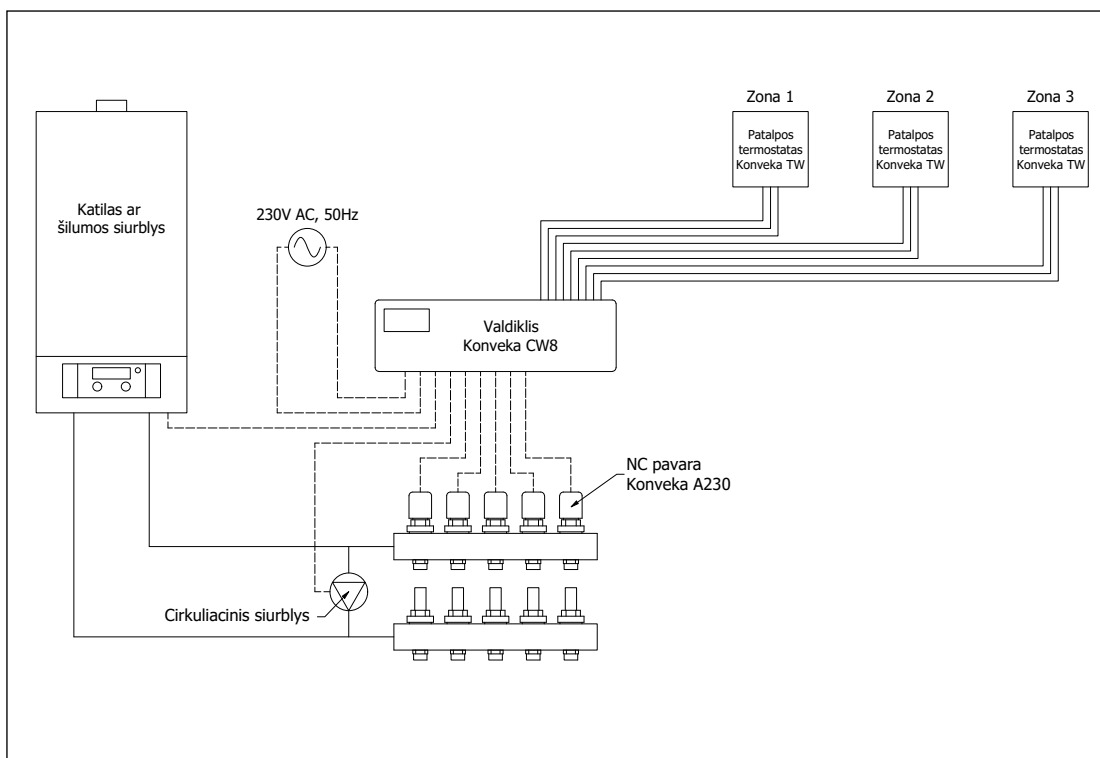 Zona 1
Zona 2
Zona 3
Patalpos
termostatas
Konveka TW
Patalpos
termostatas
Konveka TW
Patalpos
termostatas
Konveka TW
Katilas ar
šilumos siurblys
230V AC, 50Hz
Valdiklis
Konveka CW8
NC pavara
Konveka A230
Cirkuliacinis siurblys